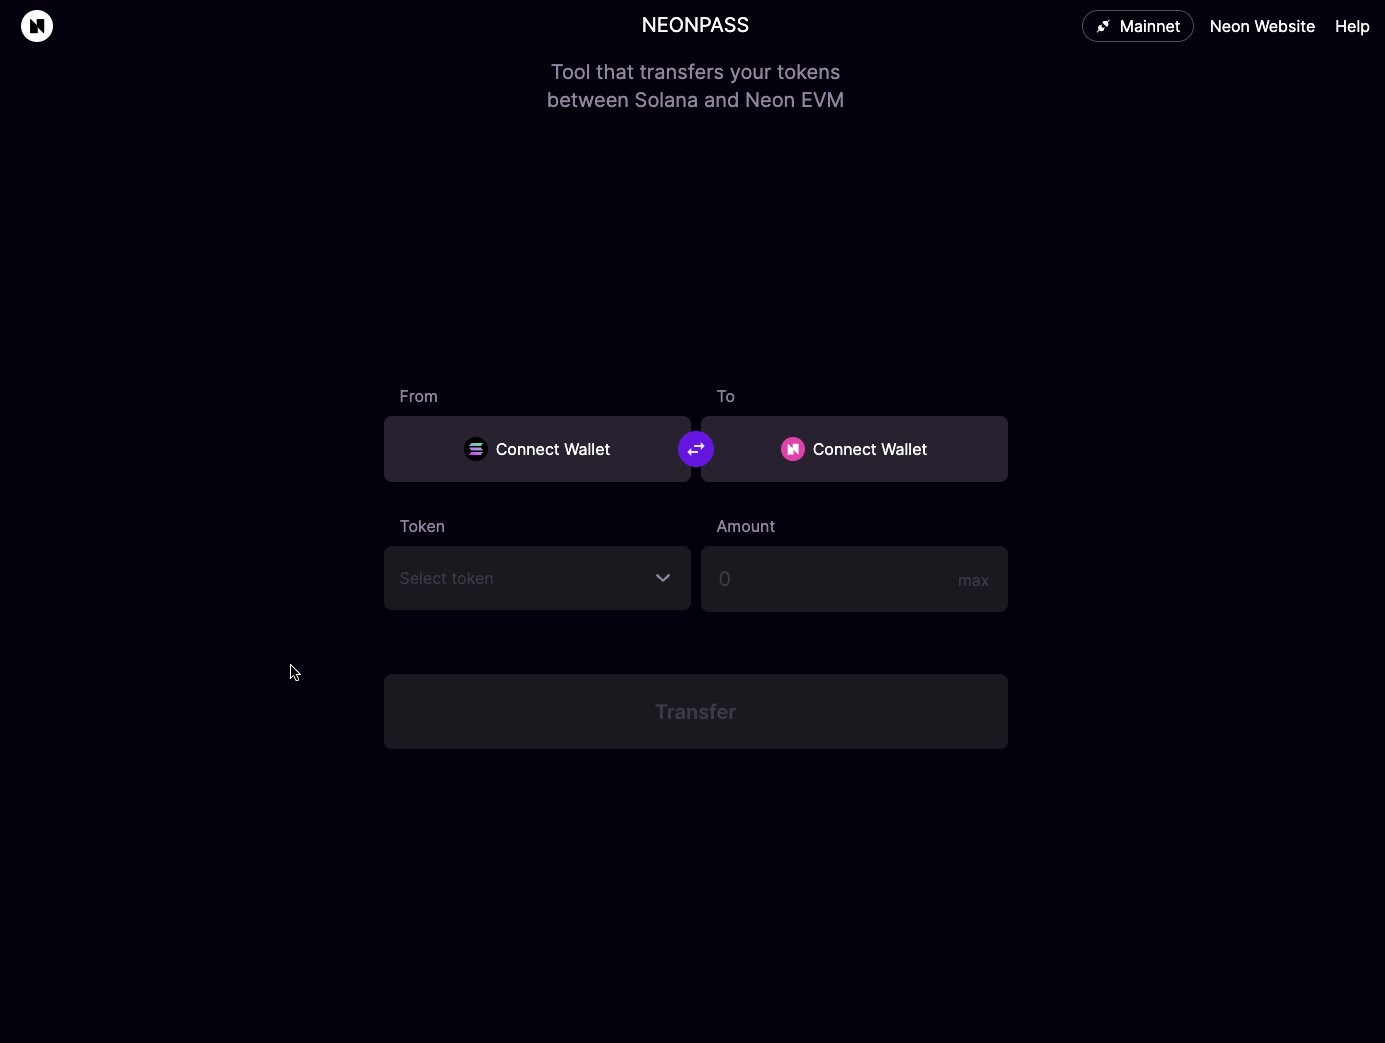 NEONPASS
Mainnet
Neon Website
Help
Tool that transfers your tokens
between Solana and Neon EVM
From
To
Connect Wallet
Connect Wallet
Token
Amount
Select token
0
max
Transfer